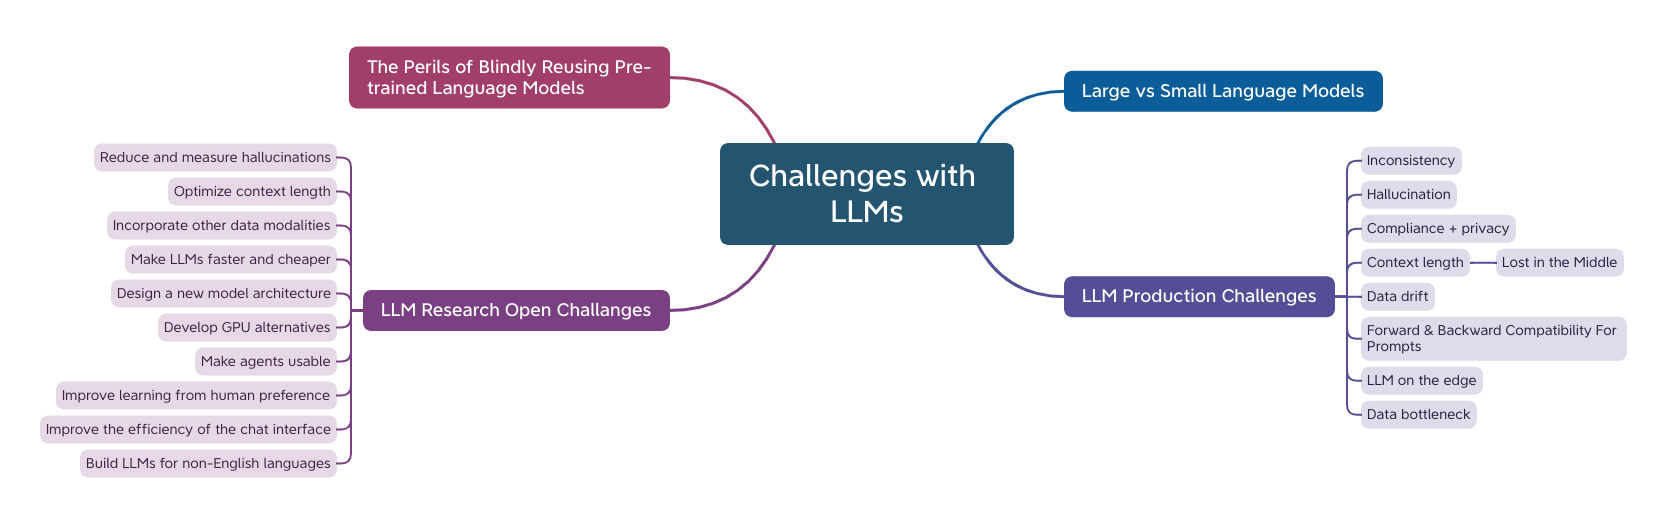 The Perils of Blindly Reusing Pre-
trained Language Models
Large vs Small Language Models
Challenges with
LLMs
LLM Research Open Challanges
Reduce and measure hallucinations
Optimize context length
Incorporate other data modalities
Make LLMs faster and cheaper
Design a new model architecture
Develop GPU alternatives
Make agents usable
Improve learning from human preference
Improve the efficiency of the chat interface
Build LLMs for non-English languages
LLM Production Challenges
Inconsistency
Hallucination
Compliance + privacy
Context length
Lost in the Middle
Data drift
Forward & Backward Compatibility For
Prompts
LLM on the edge
Data bottleneck